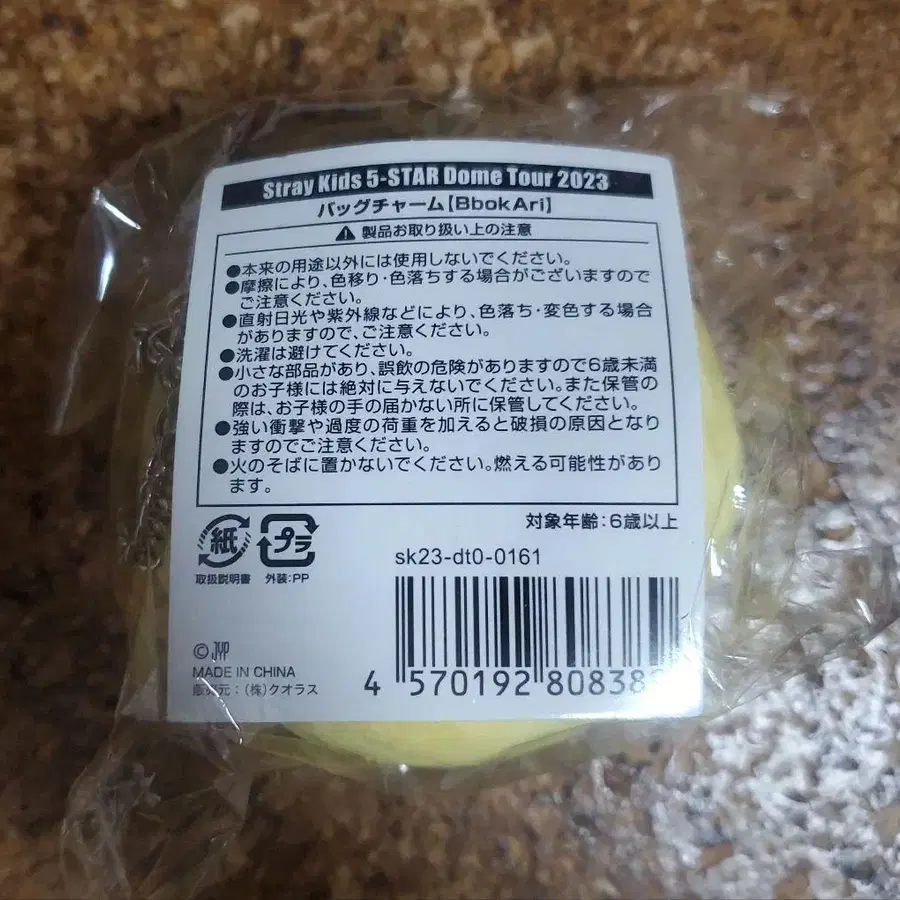 Stray Kids 5-STAR Dome Tour 2023
バッグチャーム【BbokAri】
製品お取り扱い上の注意
●本来の用途以外には使用しないでください。
●摩擦により、色移り・色落ちする場合がございますので
ご注意ください。
●直射日光や紫外線などにより、色落ち・変色する場合
がありますので、ご注意ください。
●洗濯は避けてください。
●小さな部品があり、誤飲の危険がありますので6歳未満
のお子様には絶対に与えないでください。また保管の
際は、お子様の手の届かない所に保管してください。
●強い衝撃や過度の荷重を加えると破損の原因となり
ますのでご注意ください。
●火のそばに置かないでください。燃える可能性があり
ます。
対象年齢:6歳以上
紙
プラ
取扱説明書
外装:PP
sk23-dt0-0161
© JYP
MADE IN CHINA
販売元:(株)クオラス
4 570192 80838